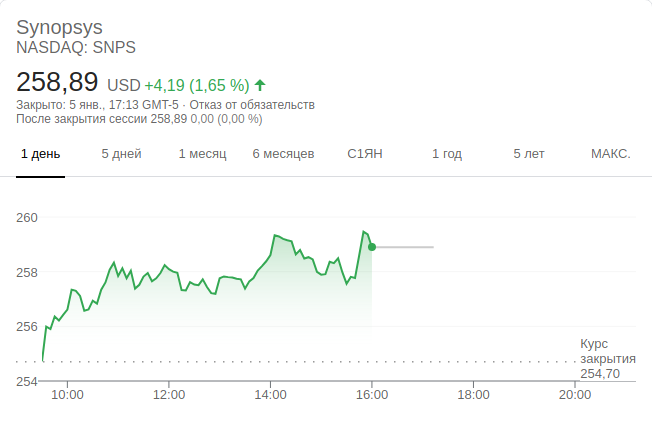 Synopsys
NASDAQ: SNPS
258,89 USD +4,19 (1,65 %)
Закрыто: 5 янв., 17:13 GMT-5 · Отказ от обязательств
После закрытия сессии 258,89 0,00 (0,00 %)
1 день 5 дней 1 месяц 6 месяцев С1ЯН 1 год 5 лет МАКС.
260
258
256
Курс
закрытия
254,70
254
10:00 12:00 14:00 16:00 18:00 20:00